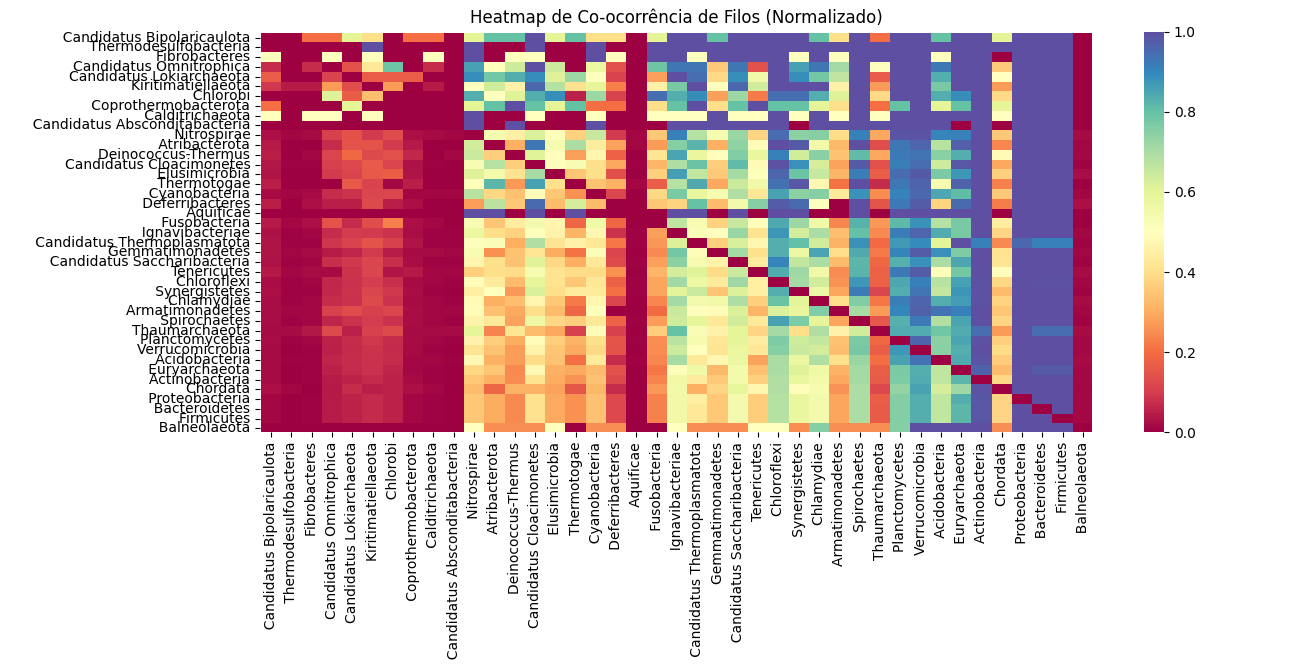 Heatmap de Co-ocorrência de Filos (Normalizado)
Candidatus Bipolaricaulota
Thermodesulfobacteria
Fibrobacteres
Candidatus Omnitrophica
Candidatus Lokiarchaeota
Kiritimatiellaeota
Chlorobi
Coprothermobacterota
Calditrichaeota
Candidatus Absconditabacteria
Nitrospirae
Atribacterota
Deinococcus-Thermus
Candidatus Cloacimonetes
Elusimicrobia
Thermotogae
Cyanobacteria
Deferribacteres
Aquificae
Fusobacteria
Ignavibacteriae
Candidatus Thermoplasmatota
Gemmatimonadetes
Candidatus Saccharibacteria
Tenericutes
Chloroflexi
Synergistetes
Chlamydiae
Armatimonadetes
Spirochaetes
Thaumarchaeota
Planctomycetes
Verrucomicrobia
Acidobacteria
Euryarchaeota
Actinobacteria
Chordata
Proteobacteria
Bacteroidetes
Firmicutes
Balneolaeota
Candidatus Bipolaricaulota
Thermodesulfobacteria
Fibrobacteres
Candidatus Omnitrophica
Candidatus Lokiarchaeota
Kiritimatiellaeota
Chlorobi
Coprothermobacterota
Calditrichaeota
Candidatus Absconditabacteria
Nitrospirae
Atribacterota
Deinococcus-Thermus
Candidatus Cloacimonetes
Elusimicrobia
Thermotogae
Cyanobacteria
Deferribacteres
Aquificae
Fusobacteria
Ignavibacteriae
Candidatus Thermoplasmatota
Gemmatimonadetes
Candidatus Saccharibacteria
Tenericutes
Chloroflexi
Synergistetes
Chlamydiae
Armatimonadetes
Spirochaetes
Thaumarchaeota
Planctomycetes
Verrucomicrobia
Acidobacteria
Euryarchaeota
Actinobacteria
Chordata
Proteobacteria
Bacteroidetes
Firmicutes
Balneolaeota
1.0
0.8
0.6
0.4
0.2
0.0